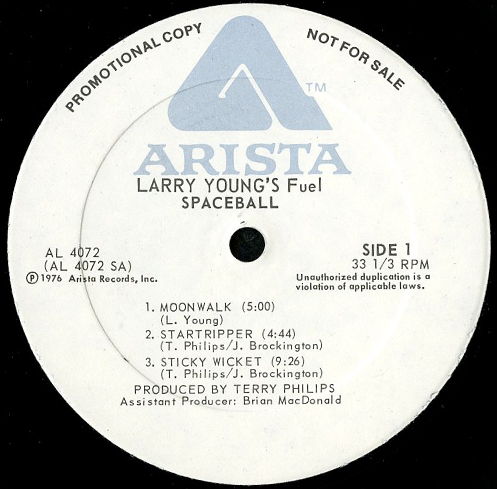 PROMOTIONAL COPY
NOT FOR SALE
TM
ARISTA
LARRY YOUNG'S Fuel
SPACEBALL
AL 4072
(AL 4072 SA)
℗ 1976 Arista Records, Inc.
SIDE 1
33 1/3 RPM
Unauthorized duplication is a
violation of applicable laws.
1. MOONWALK (5:00)
(L. Young)
2. STARTRIPPER (4:44)
(T. Philips/J. Brockington)
3. STICKY WICKET (9:26)
(T. Philips/J. Brockington)
PRODUCED BY TERRY PHILIPS
Assistant Producer: Brian MacDonald